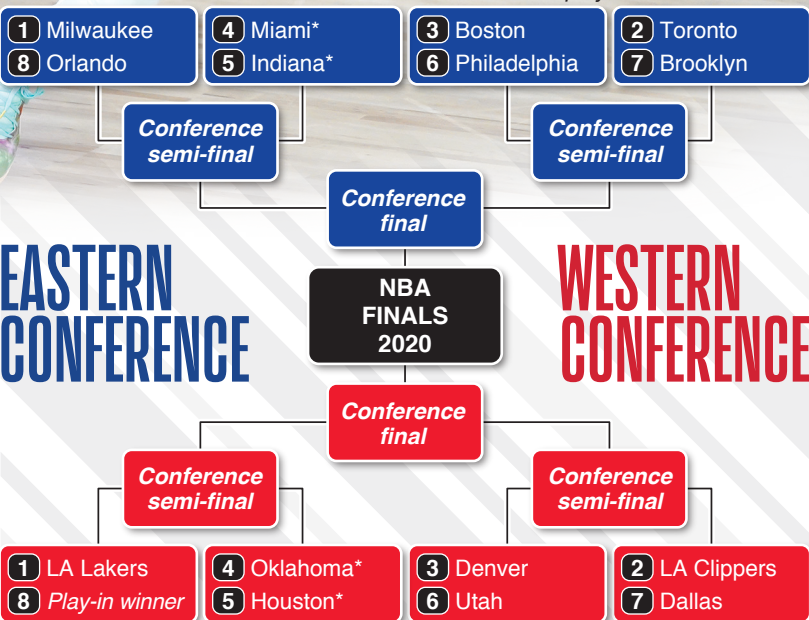 1 Milwaukee
8 Orlando
4 Miami*
5 Indiana*
3 Boston
6 Philadelphia
2 Toronto
7 Brooklyn
Conference
semi-final
Conference
semi-final
Conference
final
EASTERN
CONFERENCE
NBA
FINALS
2020
WESTERN
CONFERENCE
Conference
final
Conference
semi-final
Conference
semi-final
1 LA Lakers
8 Play-in winner
4 Oklahoma*
5 Houston*
3 Denver
6 Utah
2 LA Clippers
7 Dallas